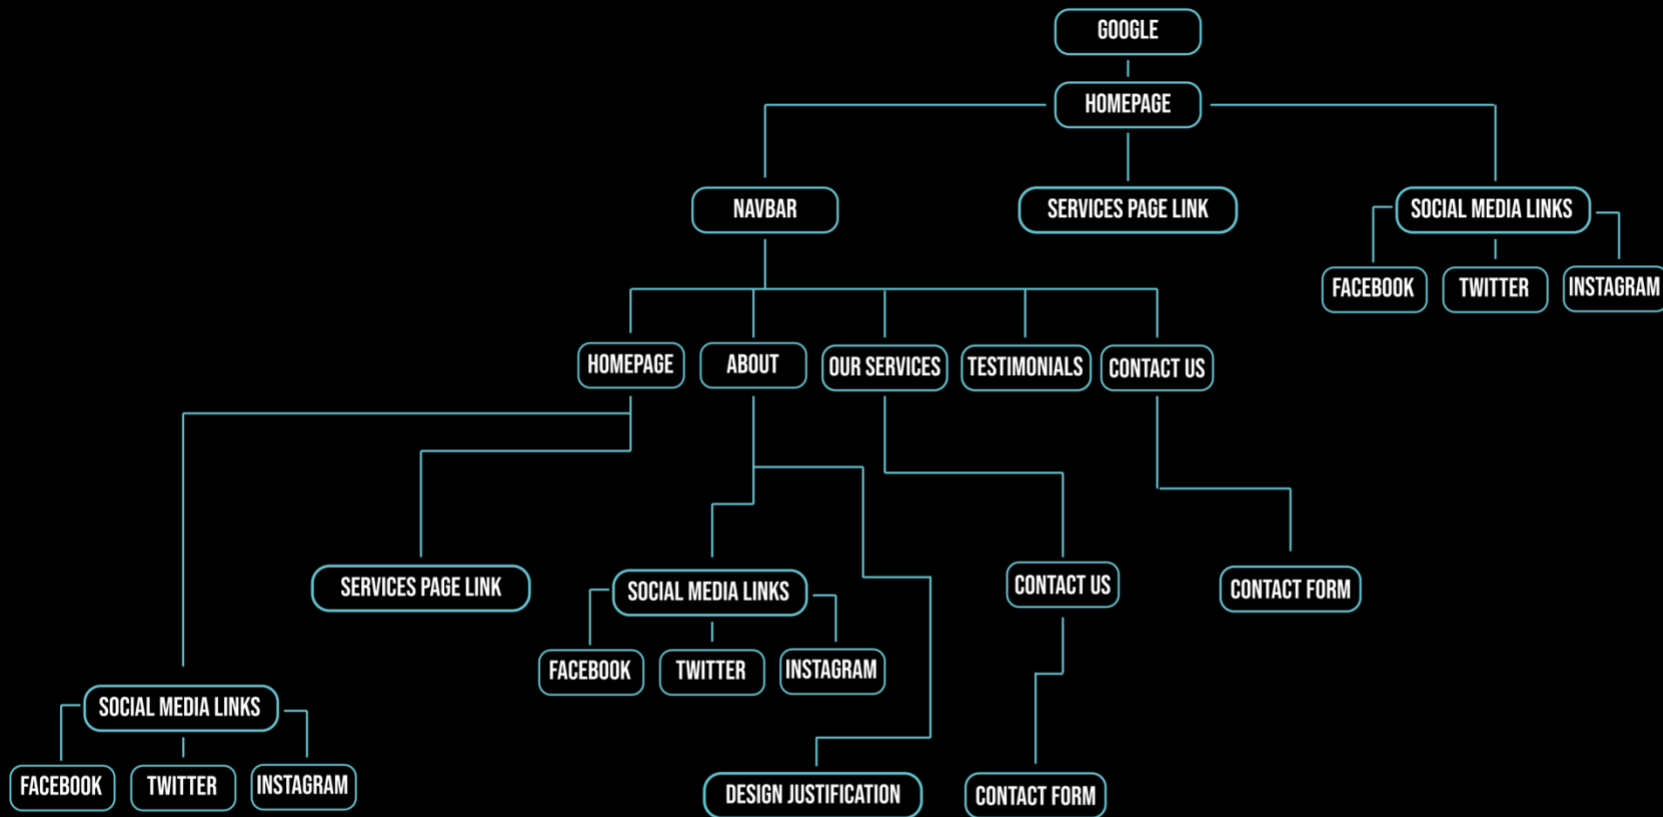 GOOGLE
HOMEPAGE
NAVBAR
SERVICES PAGE LINK
SOCIAL MEDIA LINKS
FACEBOOK
TWITTER
INSTAGRAM
HOMEPAGE
ABOUT
OUR SERVICES
TESTIMONIALS
CONTACT US
SERVICES PAGE LINK
SOCIAL MEDIA LINKS
CONTACT US
CONTACT FORM
FACEBOOK
TWITTER
INSTAGRAM
SOCIAL MEDIA LINKS
FACEBOOK
TWITTER
INSTAGRAM
DESIGN JUSTIFICATION
CONTACT FORM